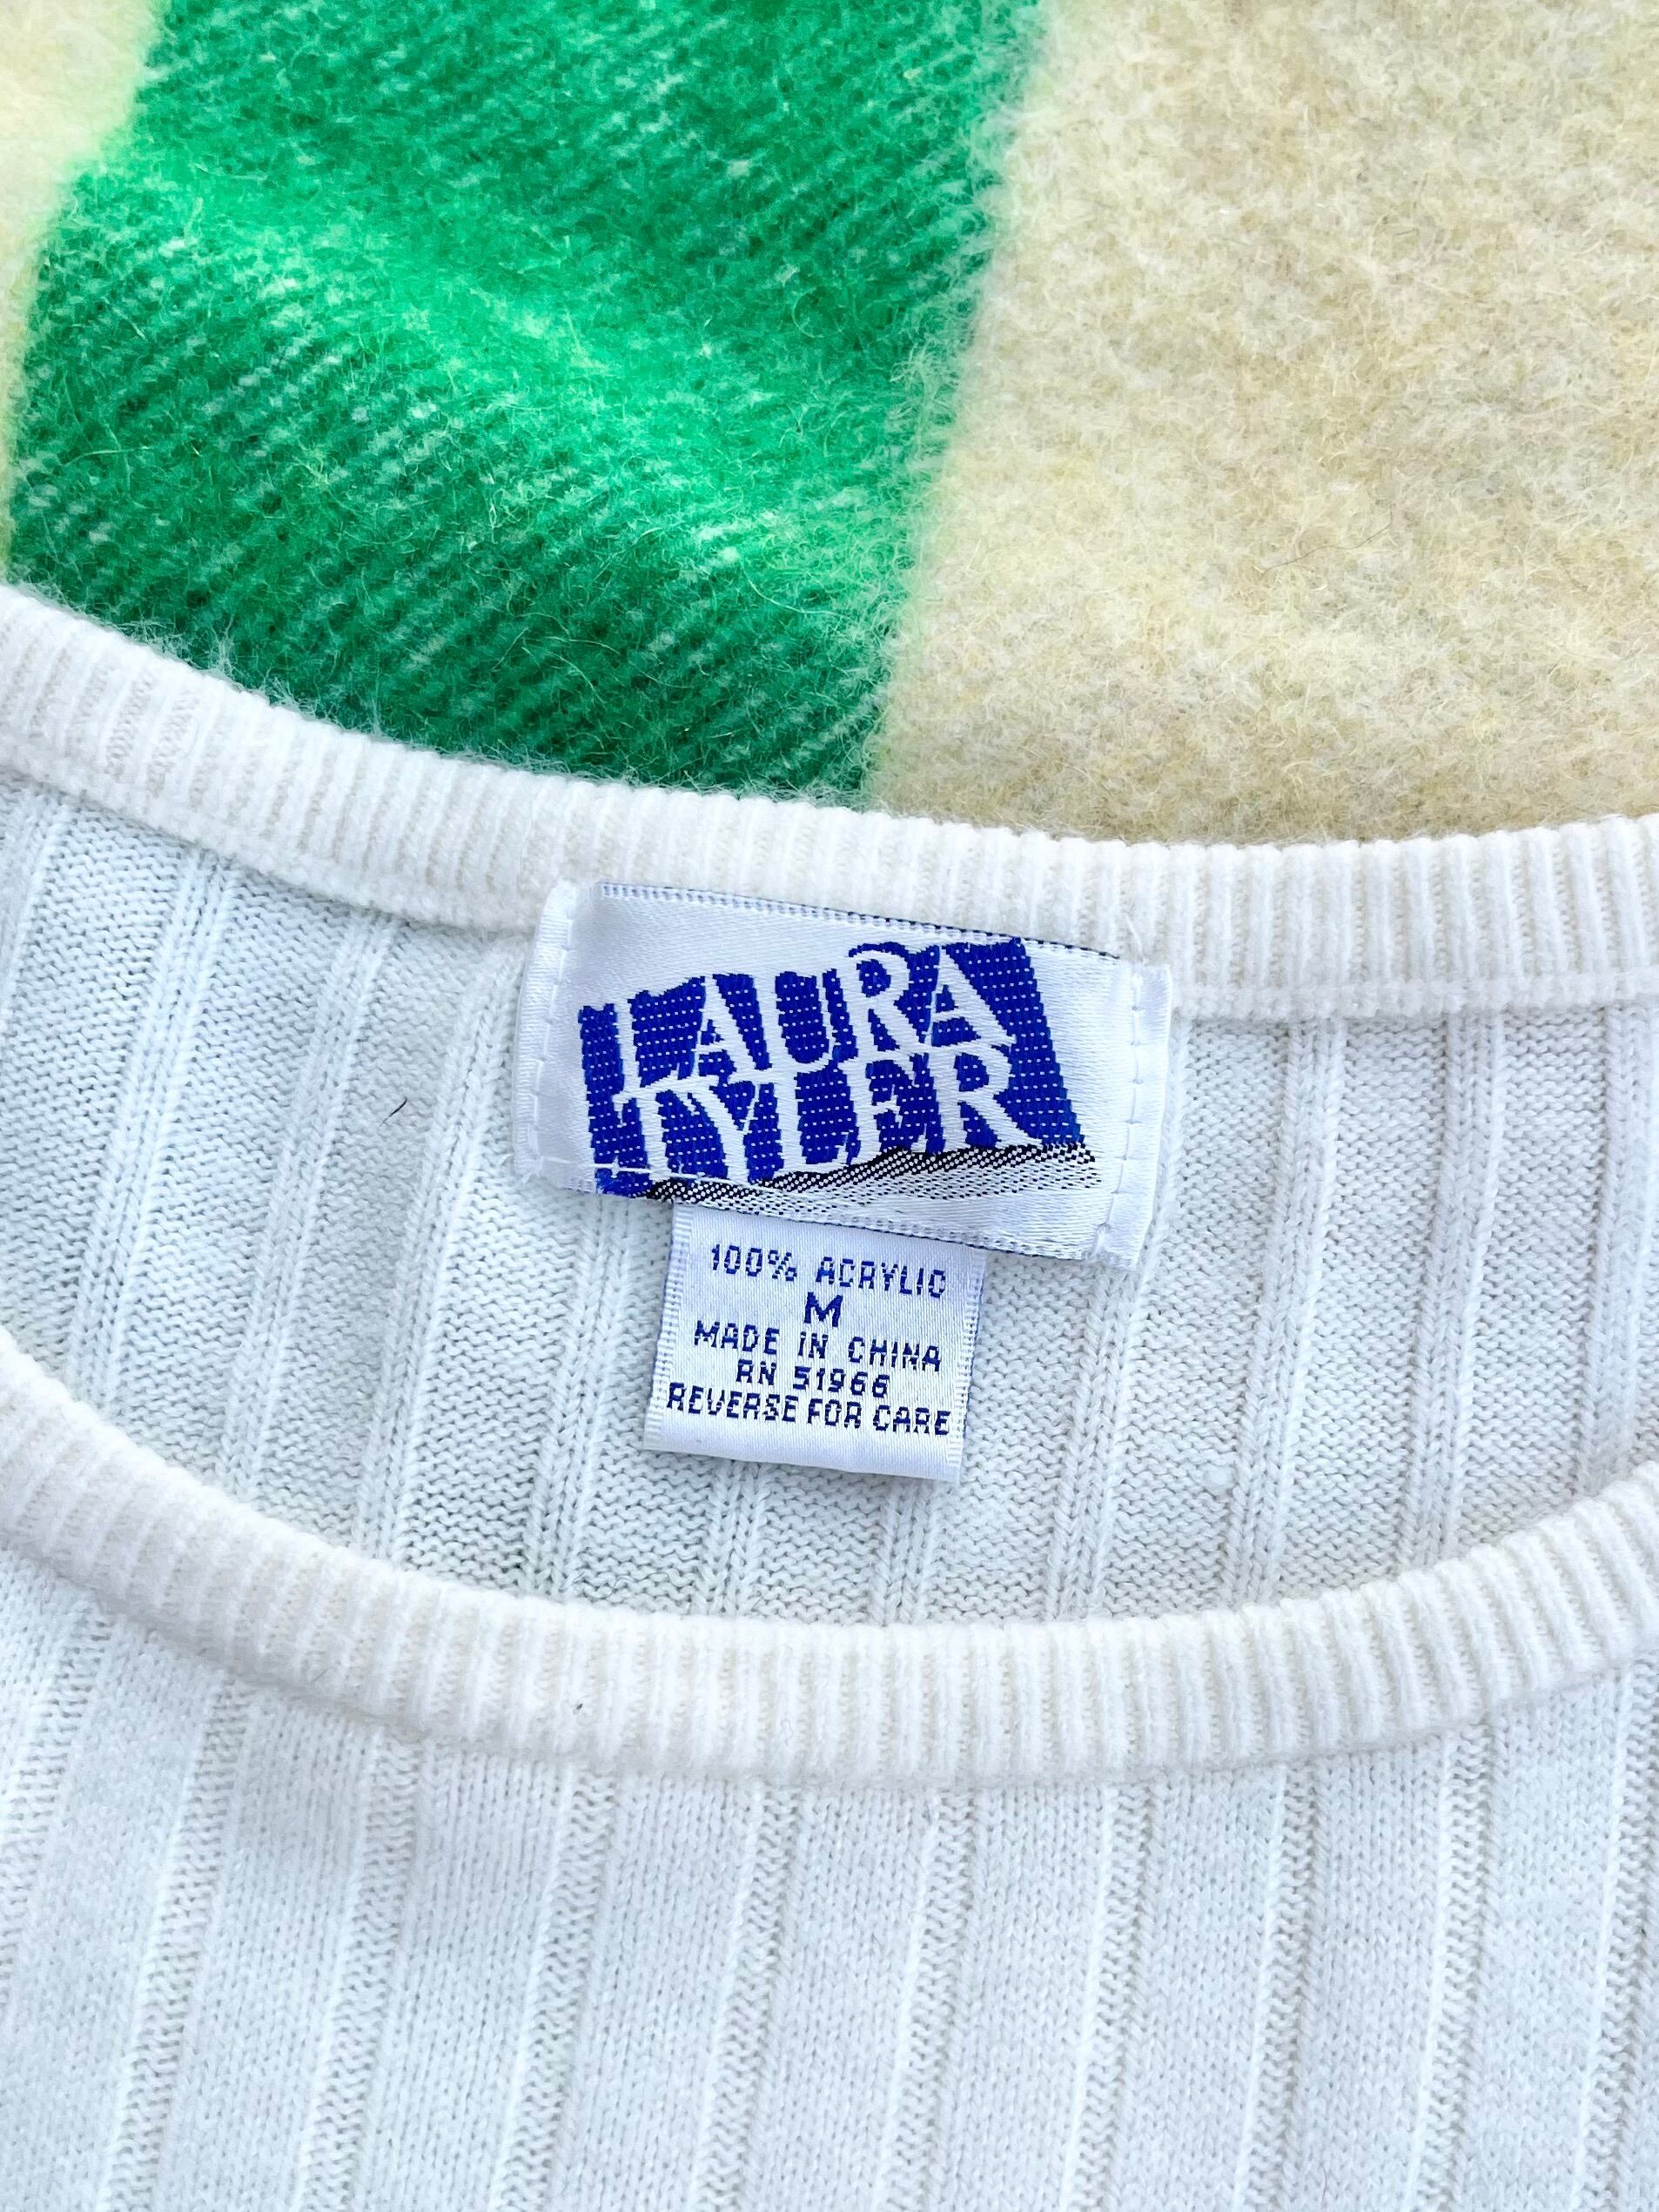 LAURA
TYLER
100% ACRYLIC
M
MADE IN CHINA
RN 51966
REVERSE FOR CARE